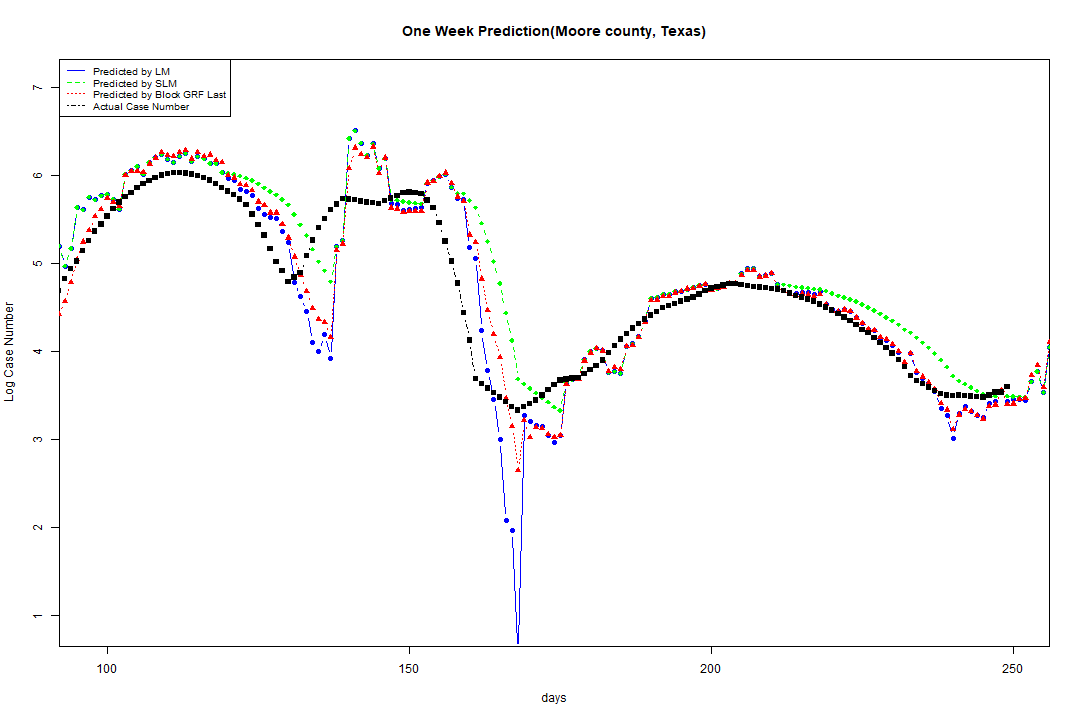 One Week Prediction(Moore county, Texas)
Predicted by LM
Predicted by SLM
Predicted by Block GRF Last
Actual Case Number
7
6
5
4
3
2
1
Log Case Number
100 150 200 250
days